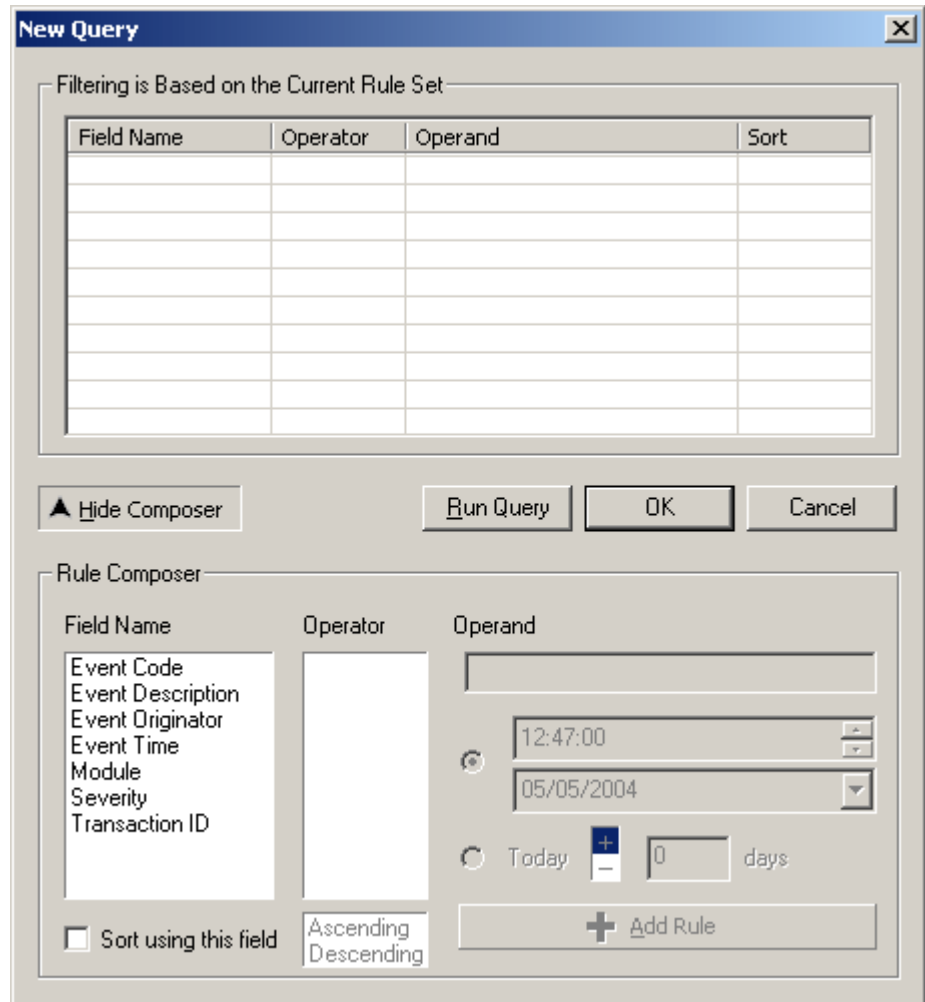 New Query
Filtering is Based on the Current Rule Set
Field Name Operator Operand Sort
Hide Composer Run Query OK Cancel
Rule Composer
Field Name Operator Operand
Event Code
Event Description
Event Originator
Event Time
Module
Severity
Transaction ID
12:47:00
05/05/2004
Today + - 0 days
Sort using this field
Ascending
Descending
Add Rule